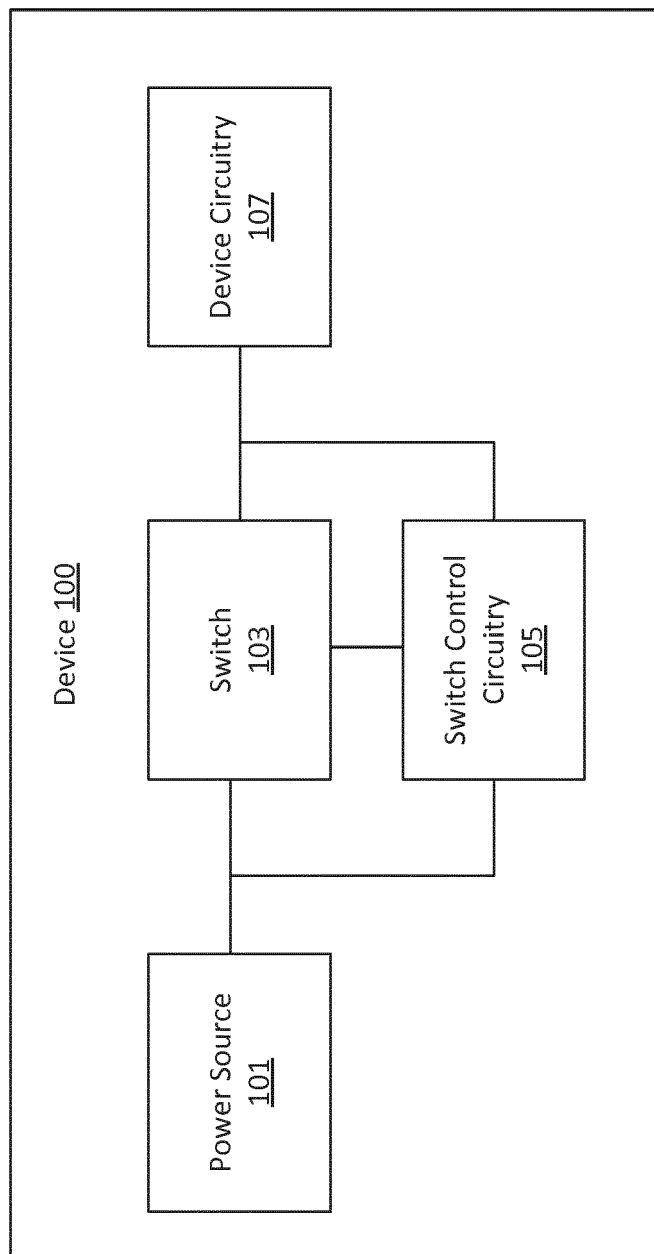 Device 100
Power Source
101
Switch
103
Device Circuitry
107
Switch Control
Circuitry
105